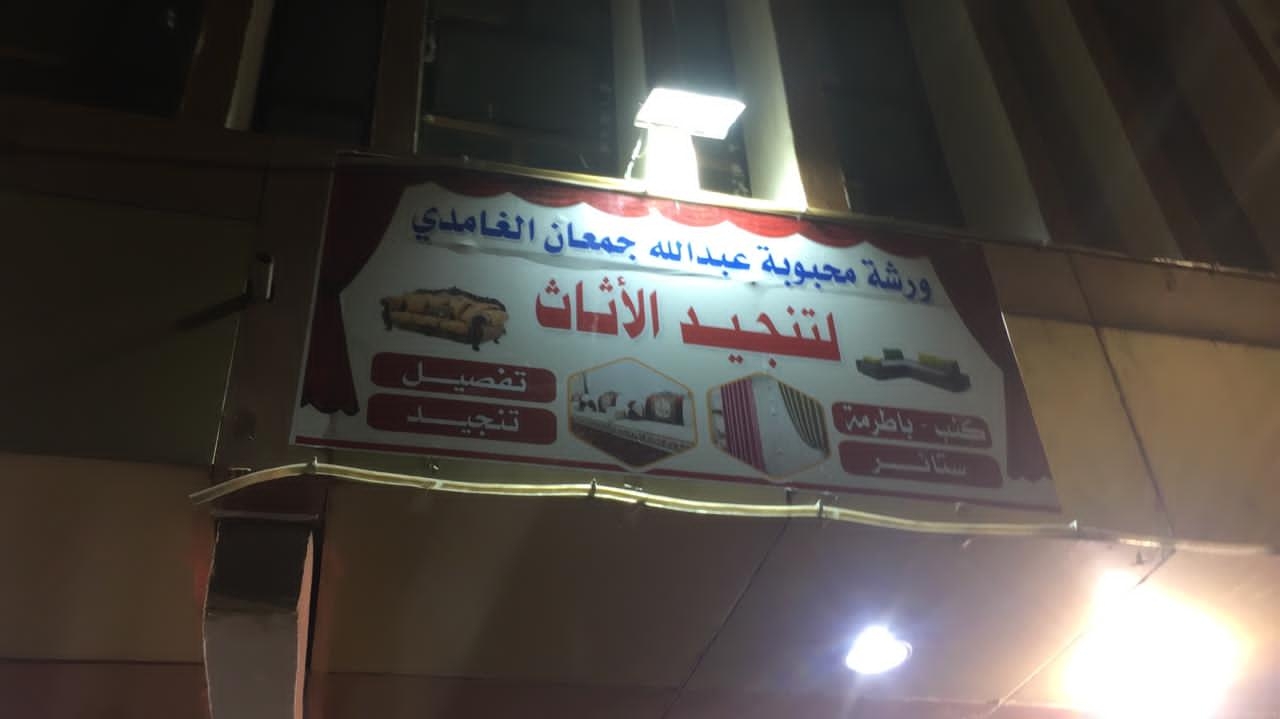 ورشة محبوبة عبدالله جمعان الغامدي
لتنجيد الأثاث
كنب - باطرمة
ستائر
تفصيل
تنجيد